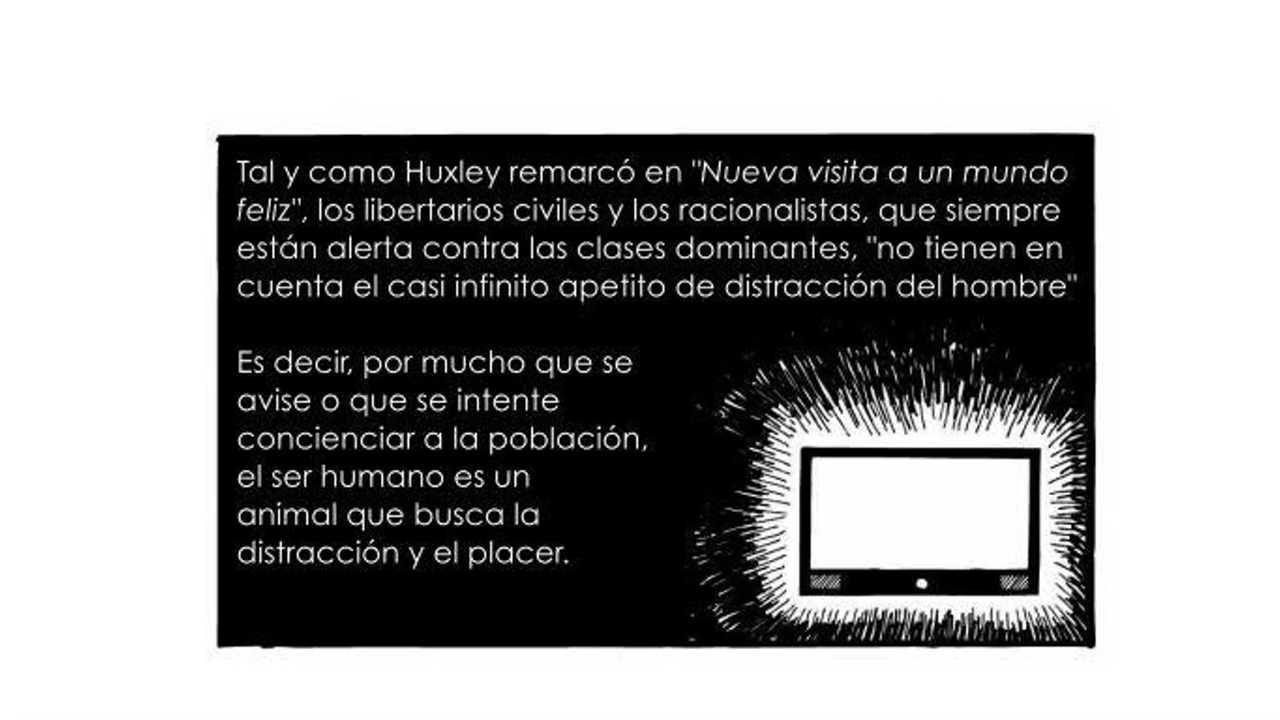 Tal y como Huxley remarcó en "Nueva visita a un mundo
feliz", los libertarios civiles y los racionalistas, que siempre
están alerta contra las clases dominantes, "no tienen en
cuenta el casi infinito apetito de distracción del hombre"
Es decir, por mucho que se
avise o que se intente
concienciar a la población,
el ser humano es un
animal que busca la
distracción y el placer.